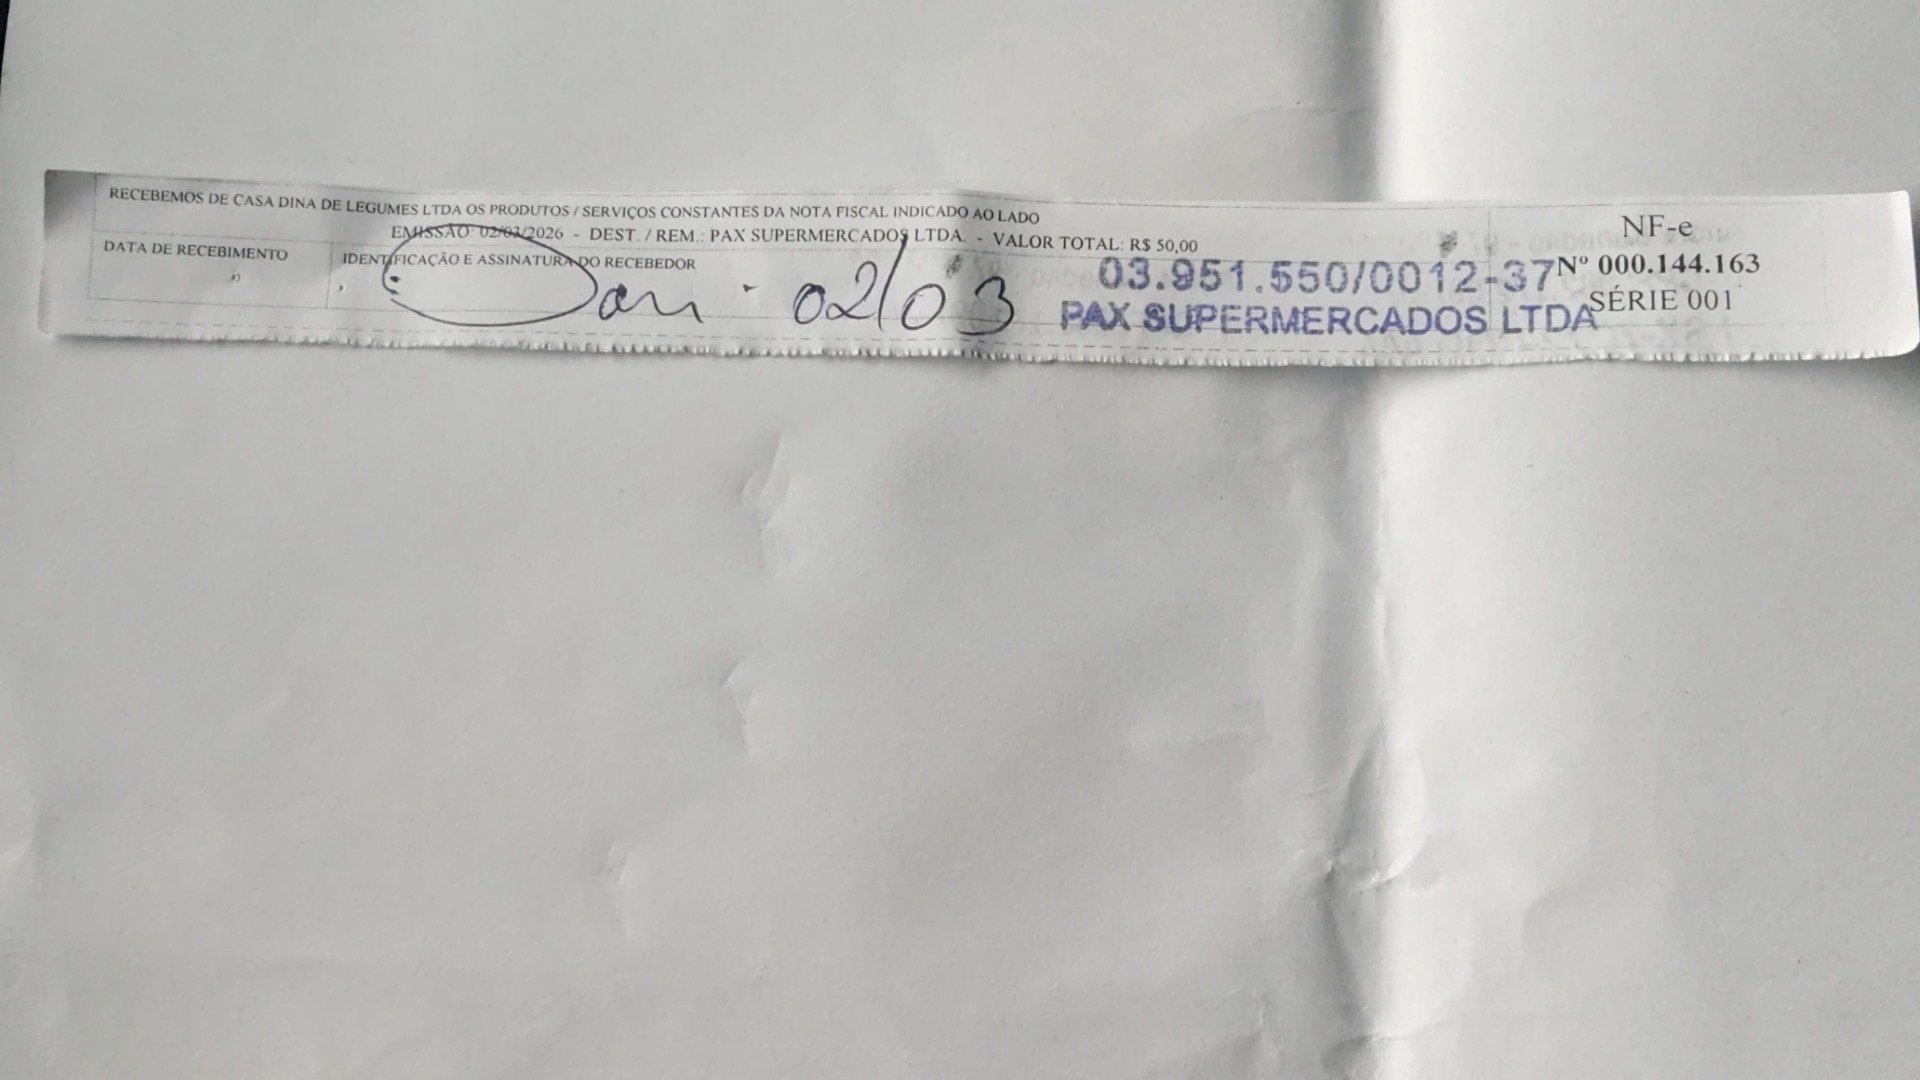 RECEBEMOS DE CASA DINA DE LEGUMES LTDA OS PRODUTOS / SERVIÇOS CONSTANTES DA NOTA FISCAL INDICADO AO LADO
EMISSÃO: 02/03/2026 - DEST. / REM.: PAX SUPERMERCADOS LTDA. - VALOR TOTAL: R$ 50,00
DATA DE RECEBIMENTO
IDENTIFICAÇÃO E ASSINATURA DO RECEBEDOR
02/03
03.951.550/0012-37
PAX SUPERMERCADOS LTDA
NF-e
Nº 000.144.163
SÉRIE 001